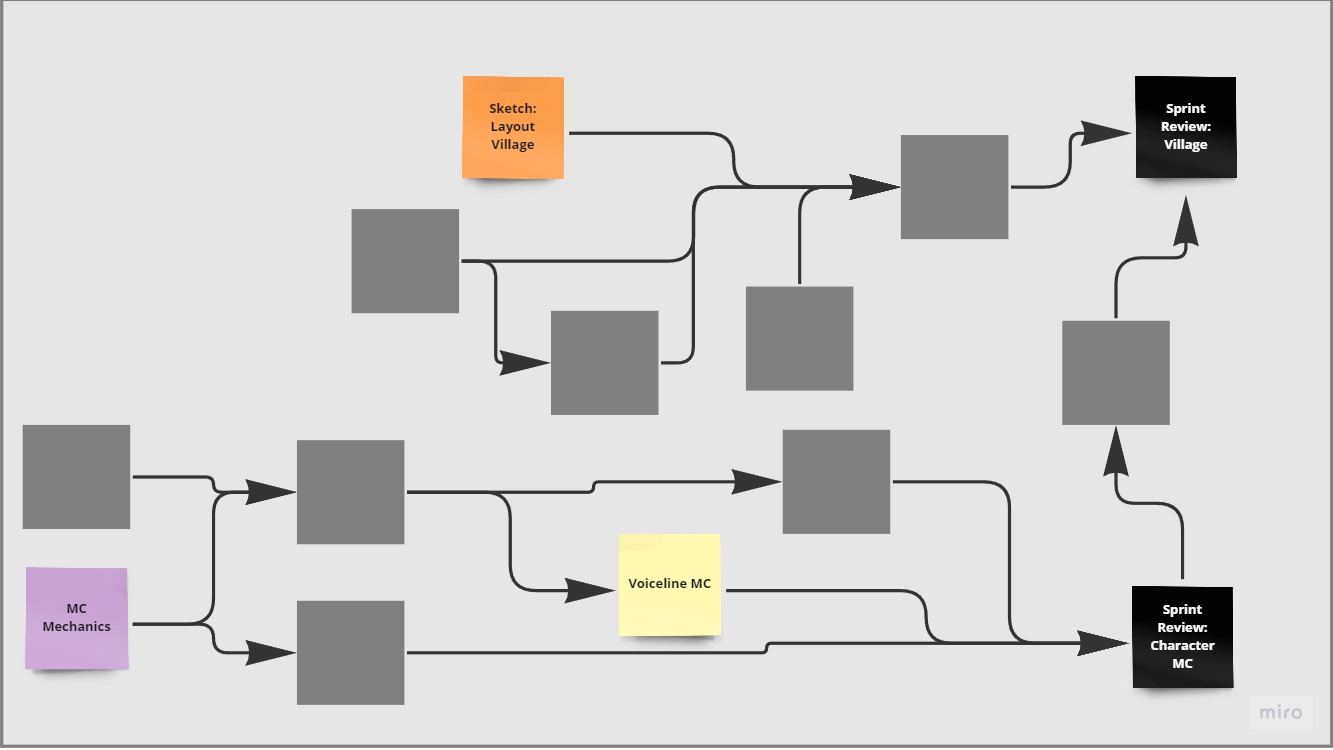 Sketch:
Layout
Village
Sprint
Review:
Village
MC
Mechanics
Voiceline MC
Sprint
Review:
Character
MC
miro